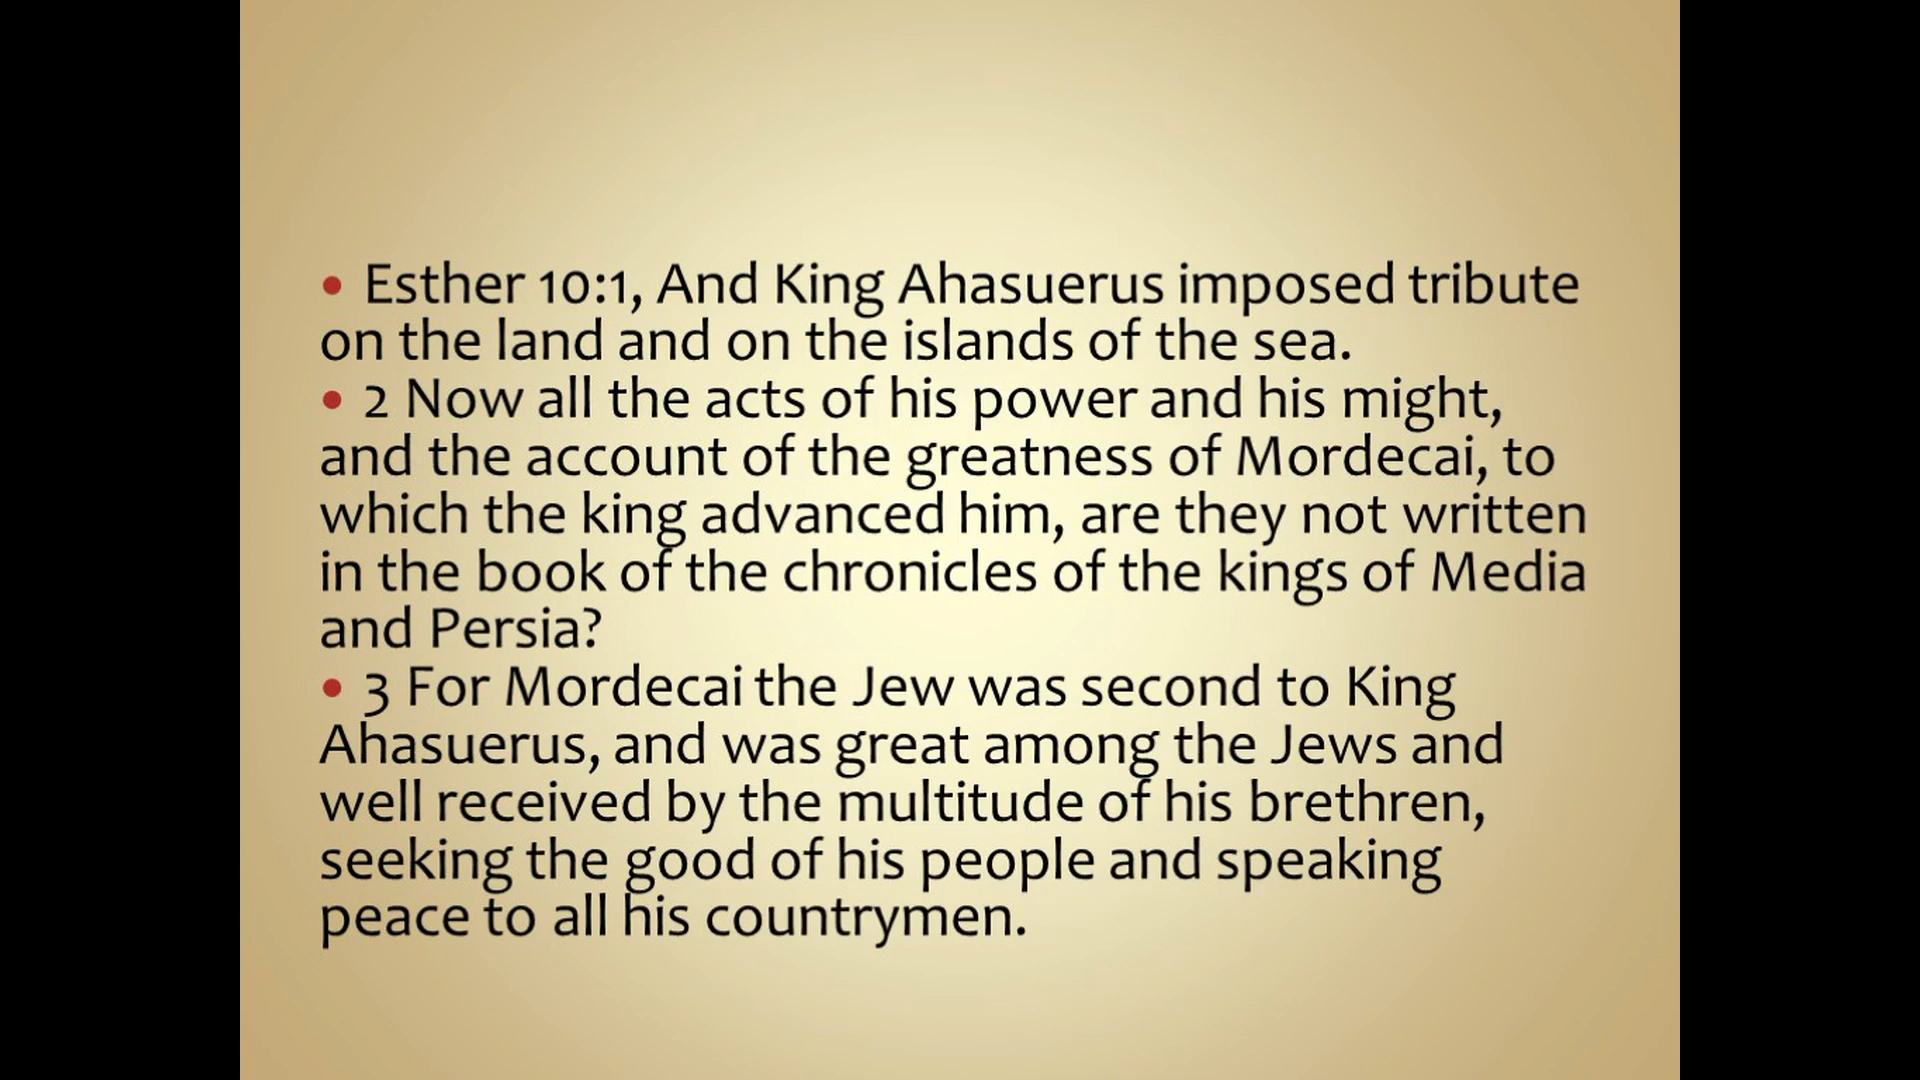 • Esther 10:1, And King Ahasuerus imposed tribute
on the land and on the islands of the sea.
• 2 Now all the acts of his power and his might,
and the account of the greatness of Mordecai, to
which the king advanced him, are they not written
in the book of the chronicles of the kings of Media
and Persia?
• 3 For Mordecai the Jew was second to King
Ahasuerus, and was great among the Jews and
well received by the multitude of his brethren,
seeking the good of his people and speaking
peace to all his countrymen.